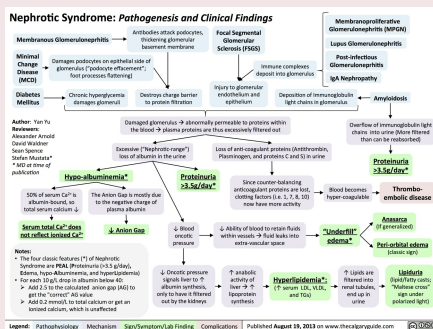 Nephrotic Syndrome: Pathogenesis and Clinical Findings
Membranous Glomerulonephritis
Antibodies attack podocytes,
thickening glomerular
basement membrane
Focal Segmental
Glomerular
Sclerosis (FSGS)
Membranoproliferative
Glomerulonephritis (MPGN)
Lupus Glomerulonephritis
Post-infectious
Glomerulonephritis
IgA Nephropathy
Minimal
Change
Disease
(MCD)
Damages podocytes on epithelial side of
glomerulus ("podocyte effacement";
foot processes flattening)
Immune complexes
deposit into glomerulus
Diabetes
Mellitus
Chronic hyperglycemia
damages glomeruli
Destroys charge barrier
to protein filtration
Injury to glomerular
endothelium and
epithelium
Deposition of immunoglobulin
light chains in glomerulus
Amyloidosis
Author: Yan Yu
Reviewers:
Alexander Arnold
David Waldner
Sean Spence
Stefan Mustata*
* MD at time of
publication
Damaged glomerulus → abnormally permeable to proteins within
the blood → plasma proteins are thus excessively filtered out
Overflow of immunoglobulin light
chains into urine (More filtered
than can be reabsorbed)
Proteinuria
>3.5g/day*
Excessive ("Nephrotic-range")
loss of albumin in the urine
Proteinuria
>3.5g/day*
Loss of anti-coagulant proteins (Antithrombin,
Plasminogen, and proteins C and S) in urine
Hypo-albuminemia*
50% of serum Ca²⁺ is
albumin-bound, so
total serum calcium ↓
The Anion Gap is mostly due
to the negative charge of
plasma albumin
Since counter-balancing
anticoagulant proteins are lost,
clotting factors (i.e. 1, 7, 8, 10)
now have more activity
Blood becomes
hyper-coagulable
Thrombo-
embolic disease
Serum total Ca²⁺ does
not reflect ionized Ca²⁺
↓ Anion Gap
↓ Blood
oncotic
pressure
↓ Ability of blood to retain fluids
within vessels → fluid leaks into
extra-vascular space
"Underfill"
edema*
Anasarca
(if generalized)
Peri-orbital edema
(classic sign)
Notes:
• The four classic features (*) of Nephrotic
Syndrome are PEAL (Proteinuria (>3.5 g/day),
Edema, hypo-Albuminemia, and HyperLipidemia)
• For each 10 g/L drop in albumin below 40:
➤ Add 2.5 to the calculated anion gap (AG) to
get the "correct" AG value
➤ Add 0.2 mmol/L to total calcium or get an
ionized calcium, which is unaffected
↓ Oncotic pressure
signals liver to ↑
albumin synthesis,
only to have it filtered
out by the kidneys
↑ anabolic
activity of
liver → ↑
lipoprotein
synthesis
Hyperlipidemia*:
(↑ serum LDL, VLDL,
and TGs)
↑ Lipids are
filtered into
renal tubules,
end up in
urine
Lipiduria
(lipid/fatty casts;
"Maltese cross"
sign under
polarized light)
Legend: Pathophysiology Mechanism Sign/Symptom/Lab Finding Complications Published August 19, 2013 on www.thecalgaryguide.com